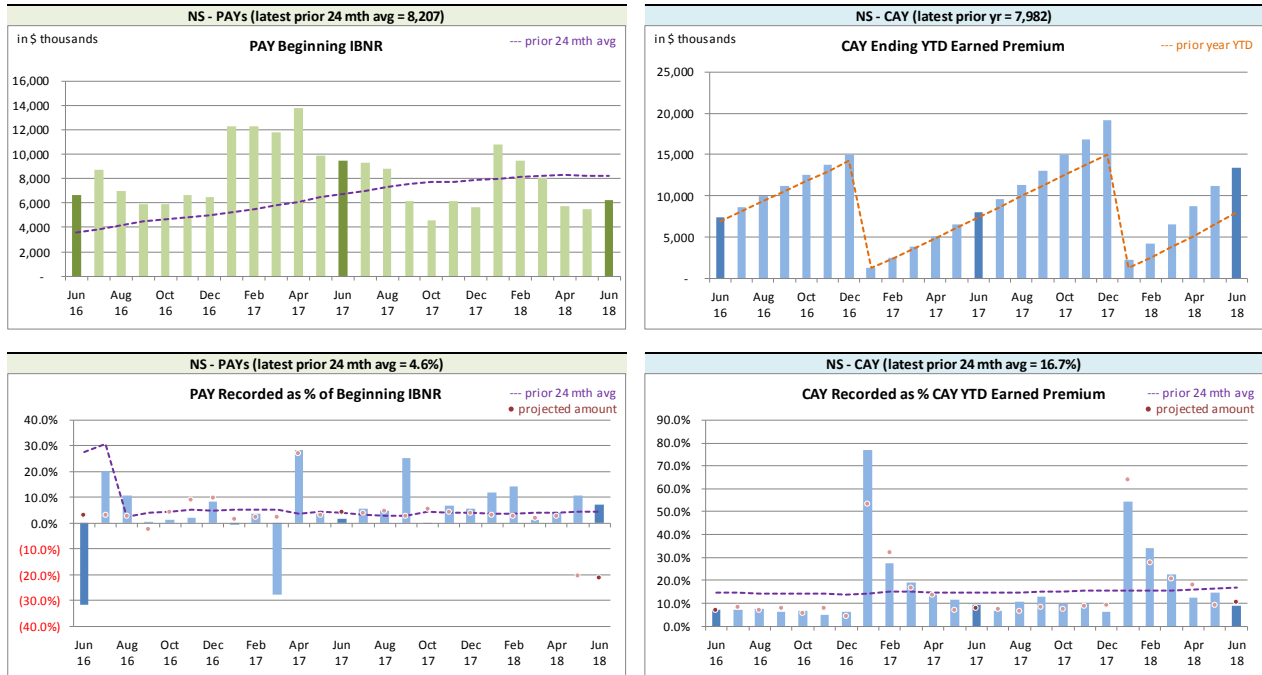 NS - PAYs (latest prior 24 mth avg = 8,207)
in $ thousands
PAY Beginning IBNR
--- prior 24 mth avg
16,000
14,000
12,000
10,000
8,000
6,000
4,000
2,000
-
Jun Aug Oct Dec Feb Apr Jun Aug Oct Dec Feb Apr Jun
16 16 16 16 17 17 17 17 17 17 18 18 18
NS - CAY (latest prior yr = 7,982)
in $ thousands
CAY Ending YTD Earned Premium
--- prior year YTD
25,000
20,000
15,000
10,000
5,000
-
Jun Aug Oct Dec Feb Apr Jun Aug Oct Dec Feb Apr Jun
16 16 16 16 17 17 17 17 17 17 18 18 18
NS - PAYs (latest prior 24 mth avg = 4.6%)
PAY Recorded as % of Beginning IBNR
--- prior 24 mth avg
● projected amount
40.0%
30.0%
20.0%
10.0%
0.0%
(10.0%)
(20.0%)
(30.0%)
(40.0%)
Jun Aug Oct Dec Feb Apr Jun Aug Oct Dec Feb Apr Jun
16 16 16 16 17 17 17 17 17 17 18 18 18
NS - CAY (latest prior 24 mth avg = 16.7%)
CAY Recorded as % CAY YTD Earned Premium
--- prior 24 mth avg
● projected amount
90.0%
80.0%
70.0%
60.0%
50.0%
40.0%
30.0%
20.0%
10.0%
0.0%
Jun Aug Oct Dec Feb Apr Jun Aug Oct Dec Feb Apr Jun
16 16 16 16 17 17 17 17 17 17 18 18 18